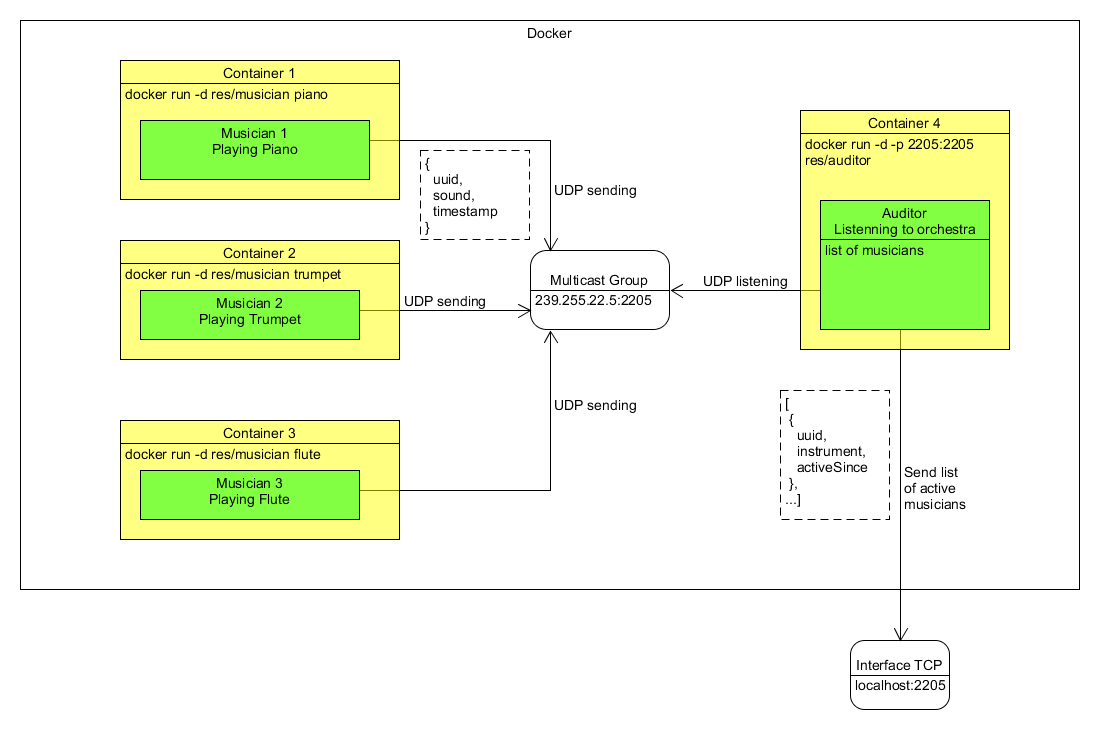 Docker
Container 1
docker run -d res/musician piano
Musician 1
Playing Piano
{
uuid,
sound,
timestamp
}
UDP sending
Container 2
docker run -d res/musician trumpet
Musician 2
Playing Trumpet
UDP sending
Container 3
docker run -d res/musician flute
Musician 3
Playing Flute
UDP sending
Multicast Group
239.255.22.5:2205
UDP listening
Container 4
docker run -d -p 2205:2205
res/auditor
Auditor
Listenning to orchestra
list of musicians
[
{
uuid,
instrument,
activeSince
},
...]
Send list
of active
musicians
Interface TCP
localhost:2205